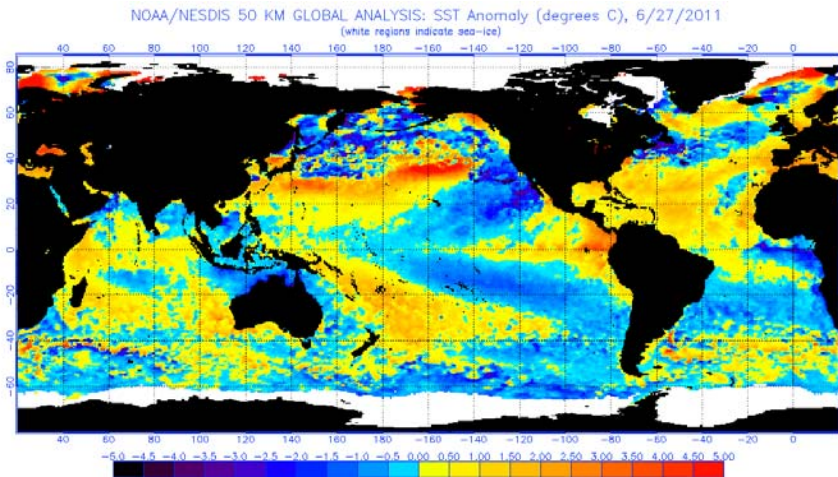 NOAA/NESDIS 50 KM GLOBAL ANALYSIS: SST Anomaly (degrees C), 6/27/2011
(white regions indicate sea-ice)
40 60 80 100 120 140 160 180 -160 -140 -120 -100 -80 -60 -40 -20 0
80
60
40
20
0
-20
-40
-60
40 60 80 100 120 140 160 180 -160 -140 -120 -100 -80 -60 -40 -20 0
-5.0 -4.5 -4.0 -3.5 -3.0 -2.5 -2.0 -1.5 -1.0 -0.5 0.00 0.50 1.00 1.50 2.00 2.50 3.00 3.50 4.00 4.50 5.00